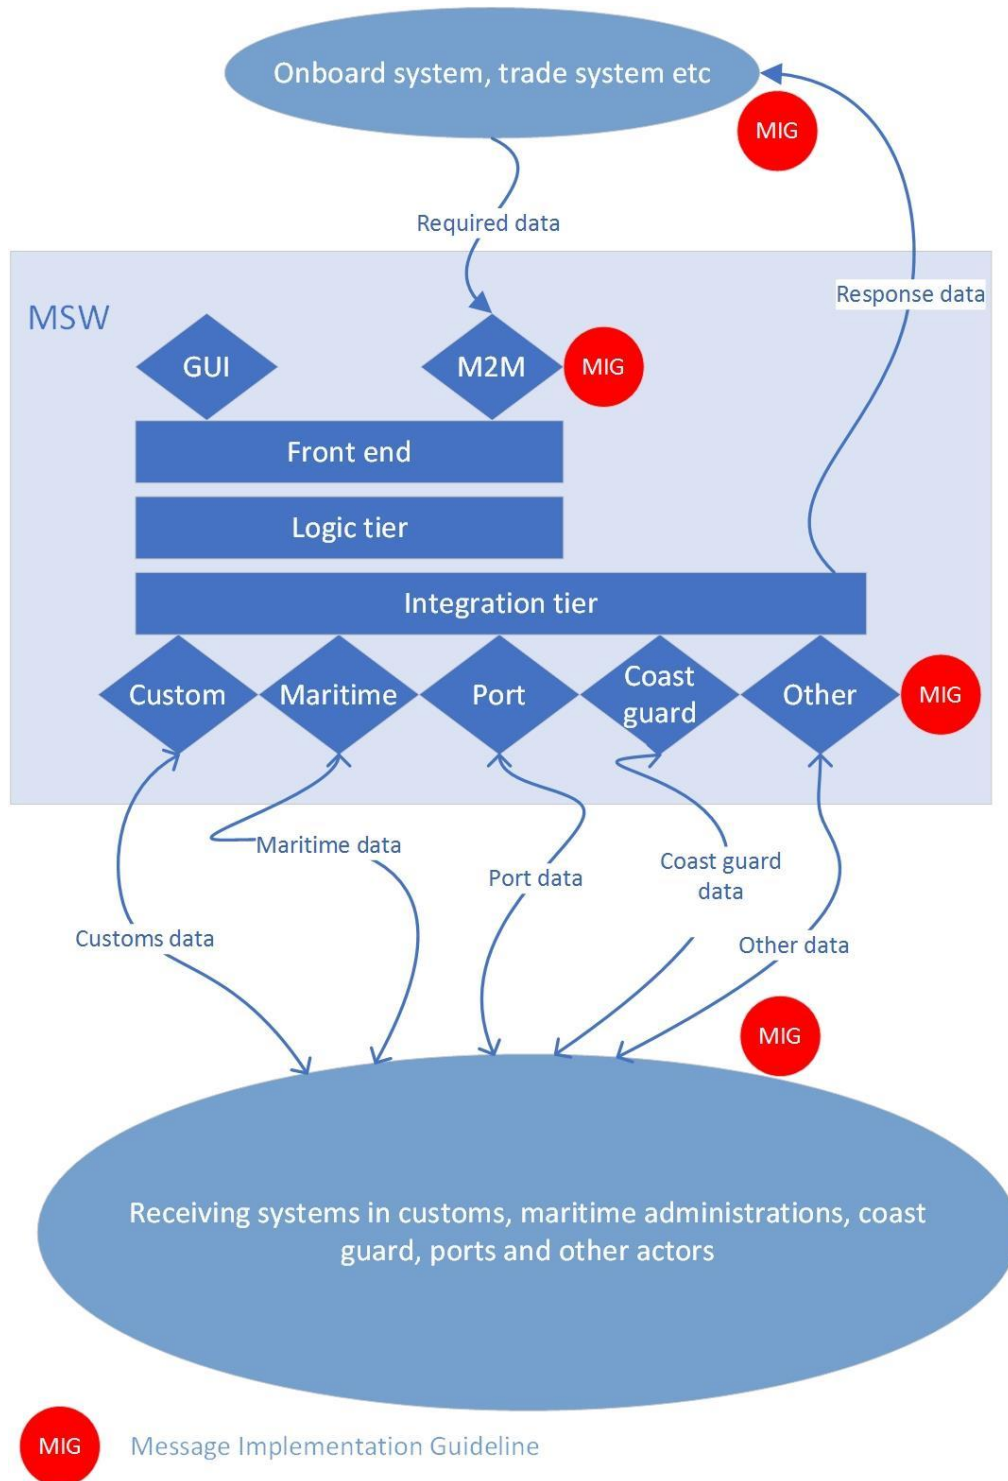 Onboard system, trade system etc
MIG
Required data
Response data
MSW
GUI
M2M
MIG
Front end
Logic tier
Integration tier
Custom
Maritime
Port
Coast
guard
Other
MIG
Maritime data
Port data
Coast guard
data
Customs data
Other data
MIG
Receiving systems in customs, maritime administrations, coast
guard, ports and other actors
MIG
Message Implementation Guideline